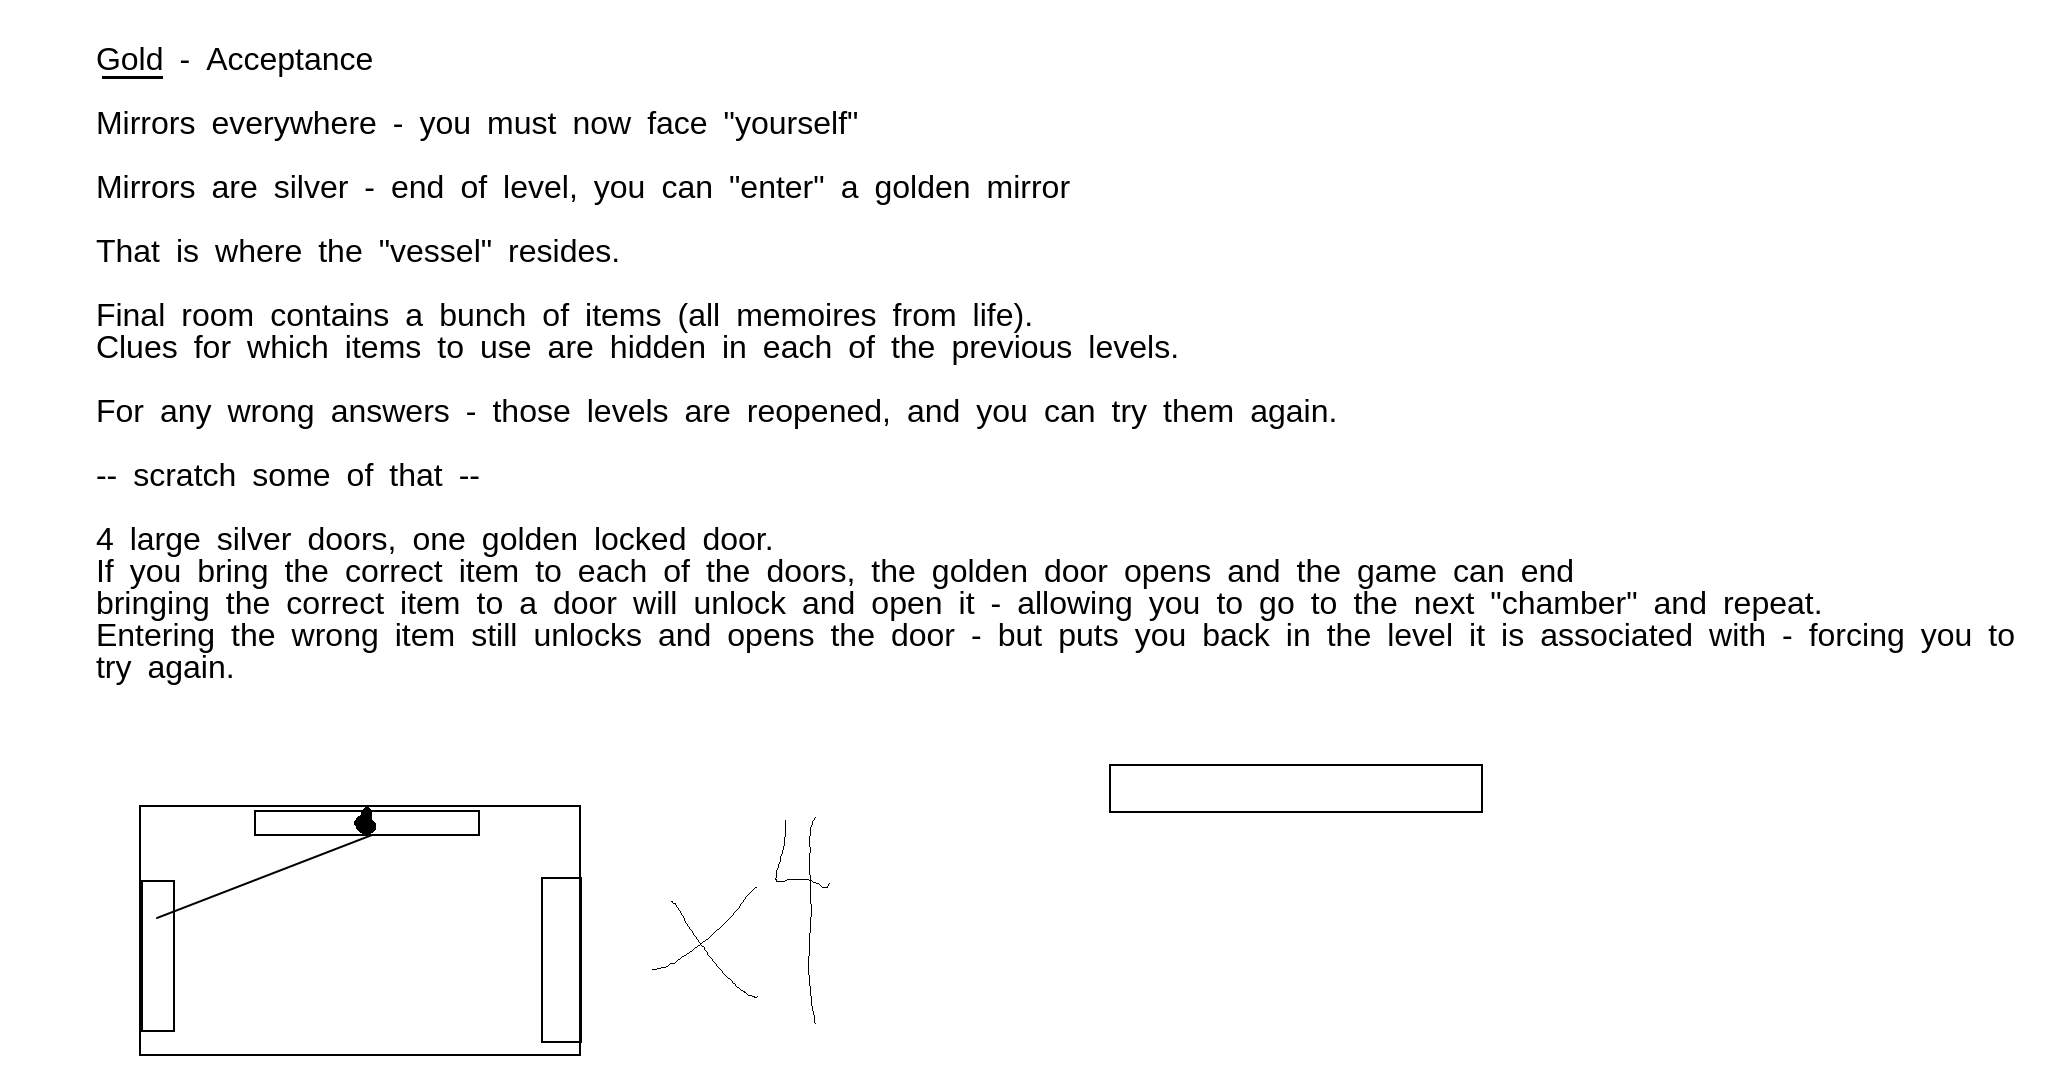 Gold - Acceptance
Mirrors everywhere - you must now face "yourself"
Mirrors are silver - end of level, you can "enter" a golden mirror
That is where the "vessel" resides.
Final room contains a bunch of items (all memoires from life).
Clues for which items to use are hidden in each of the previous levels.
For any wrong answers - those levels are reopened, and you can try them again.
-- scratch some of that --
4 large silver doors, one golden locked door.
If you bring the correct item to each of the doors, the golden door opens and the game can end
bringing the correct item to a door will unlock and open it - allowing you to go to the next "chamber" and repeat.
Entering the wrong item still unlocks and opens the door - but puts you back in the level it is associated with - forcing you to
try again.
x4